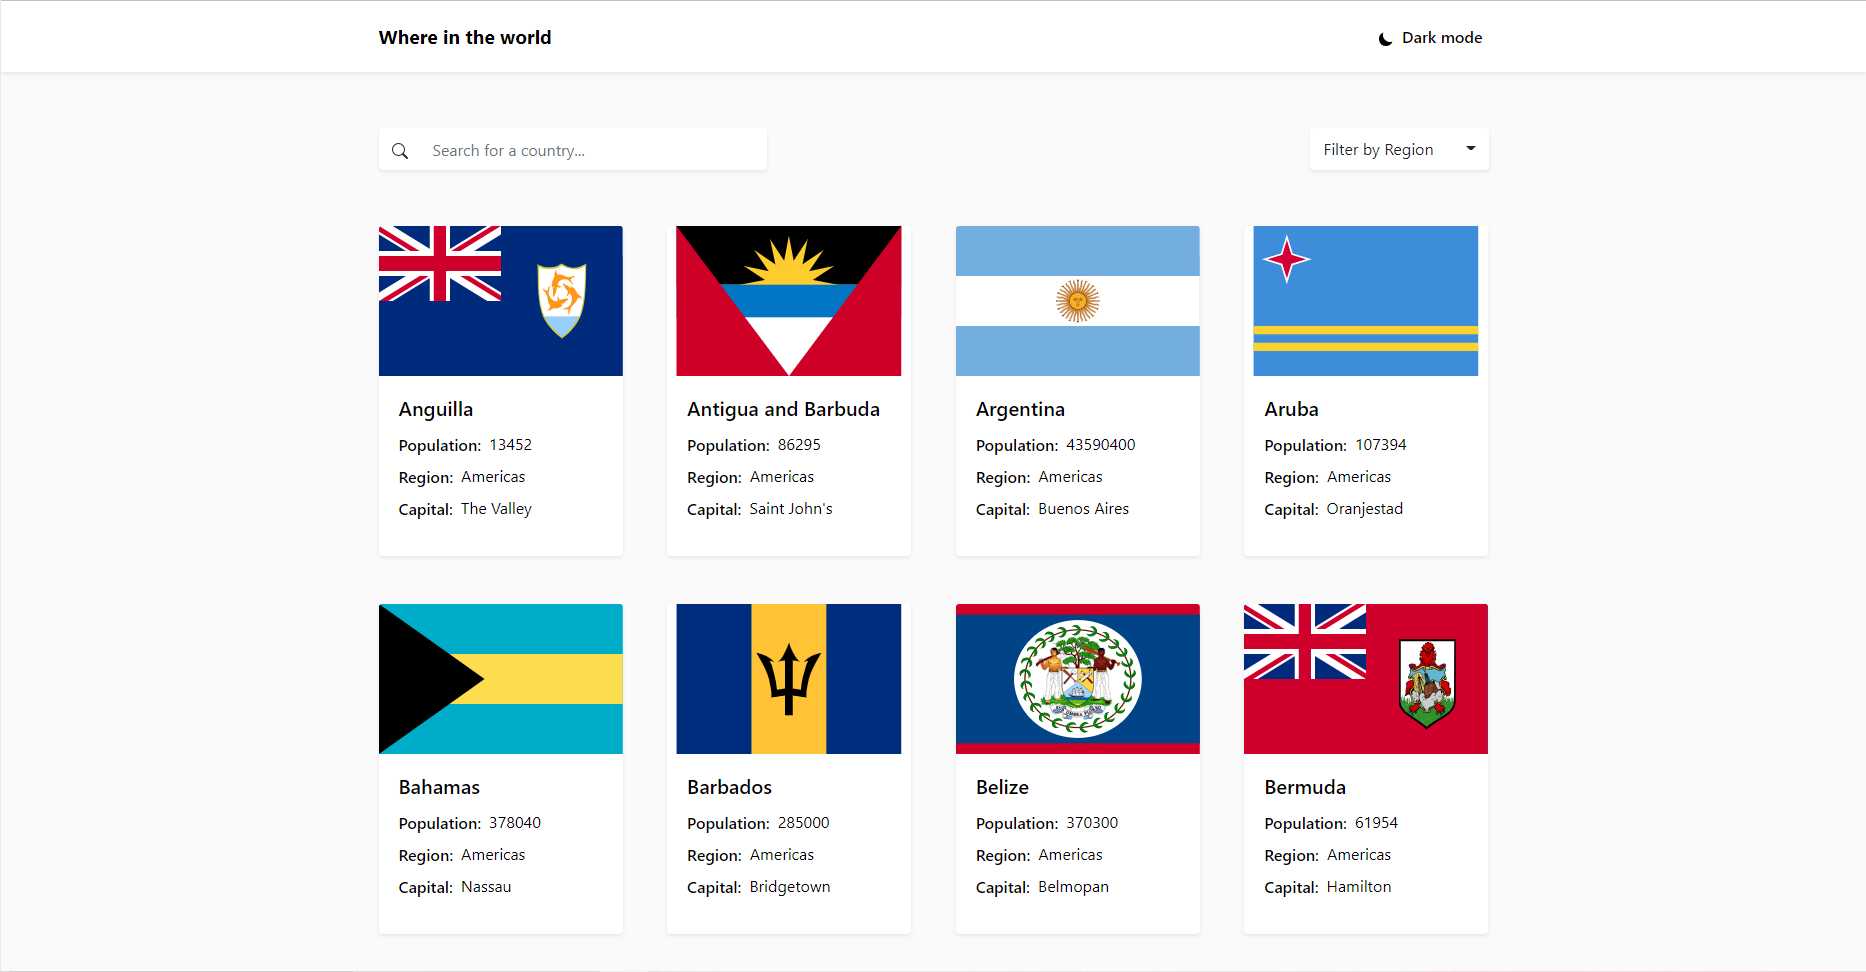 Where in the world
Dark mode
Search for a country...
Filter by Region
Anguilla
Population: 13452
Region: Americas
Capital: The Valley
Antigua and Barbuda
Population: 86295
Region: Americas
Capital: Saint John's
Argentina
Population: 43590400
Region: Americas
Capital: Buenos Aires
Aruba
Population: 107394
Region: Americas
Capital: Oranjestad
Bahamas
Population: 378040
Region: Americas
Capital: Nassau
Barbados
Population: 285000
Region: Americas
Capital: Bridgetown
Belize
Population: 370300
Region: Americas
Capital: Belmopan
Bermuda
Population: 61954
Region: Americas
Capital: Hamilton